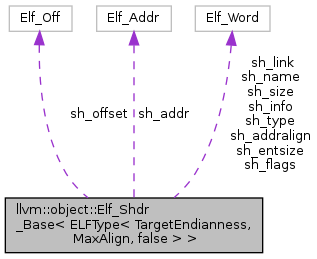 Elf_Off
Elf_Addr
Elf_Word
sh_offset
sh_addr
sh_link
sh_name
sh_size
sh_info
sh_type
sh_addralign
sh_entsize
sh_flags
llvm::object::Elf_Shdr
_Base< ELFType< TargetEndianness,
MaxAlign, false > >